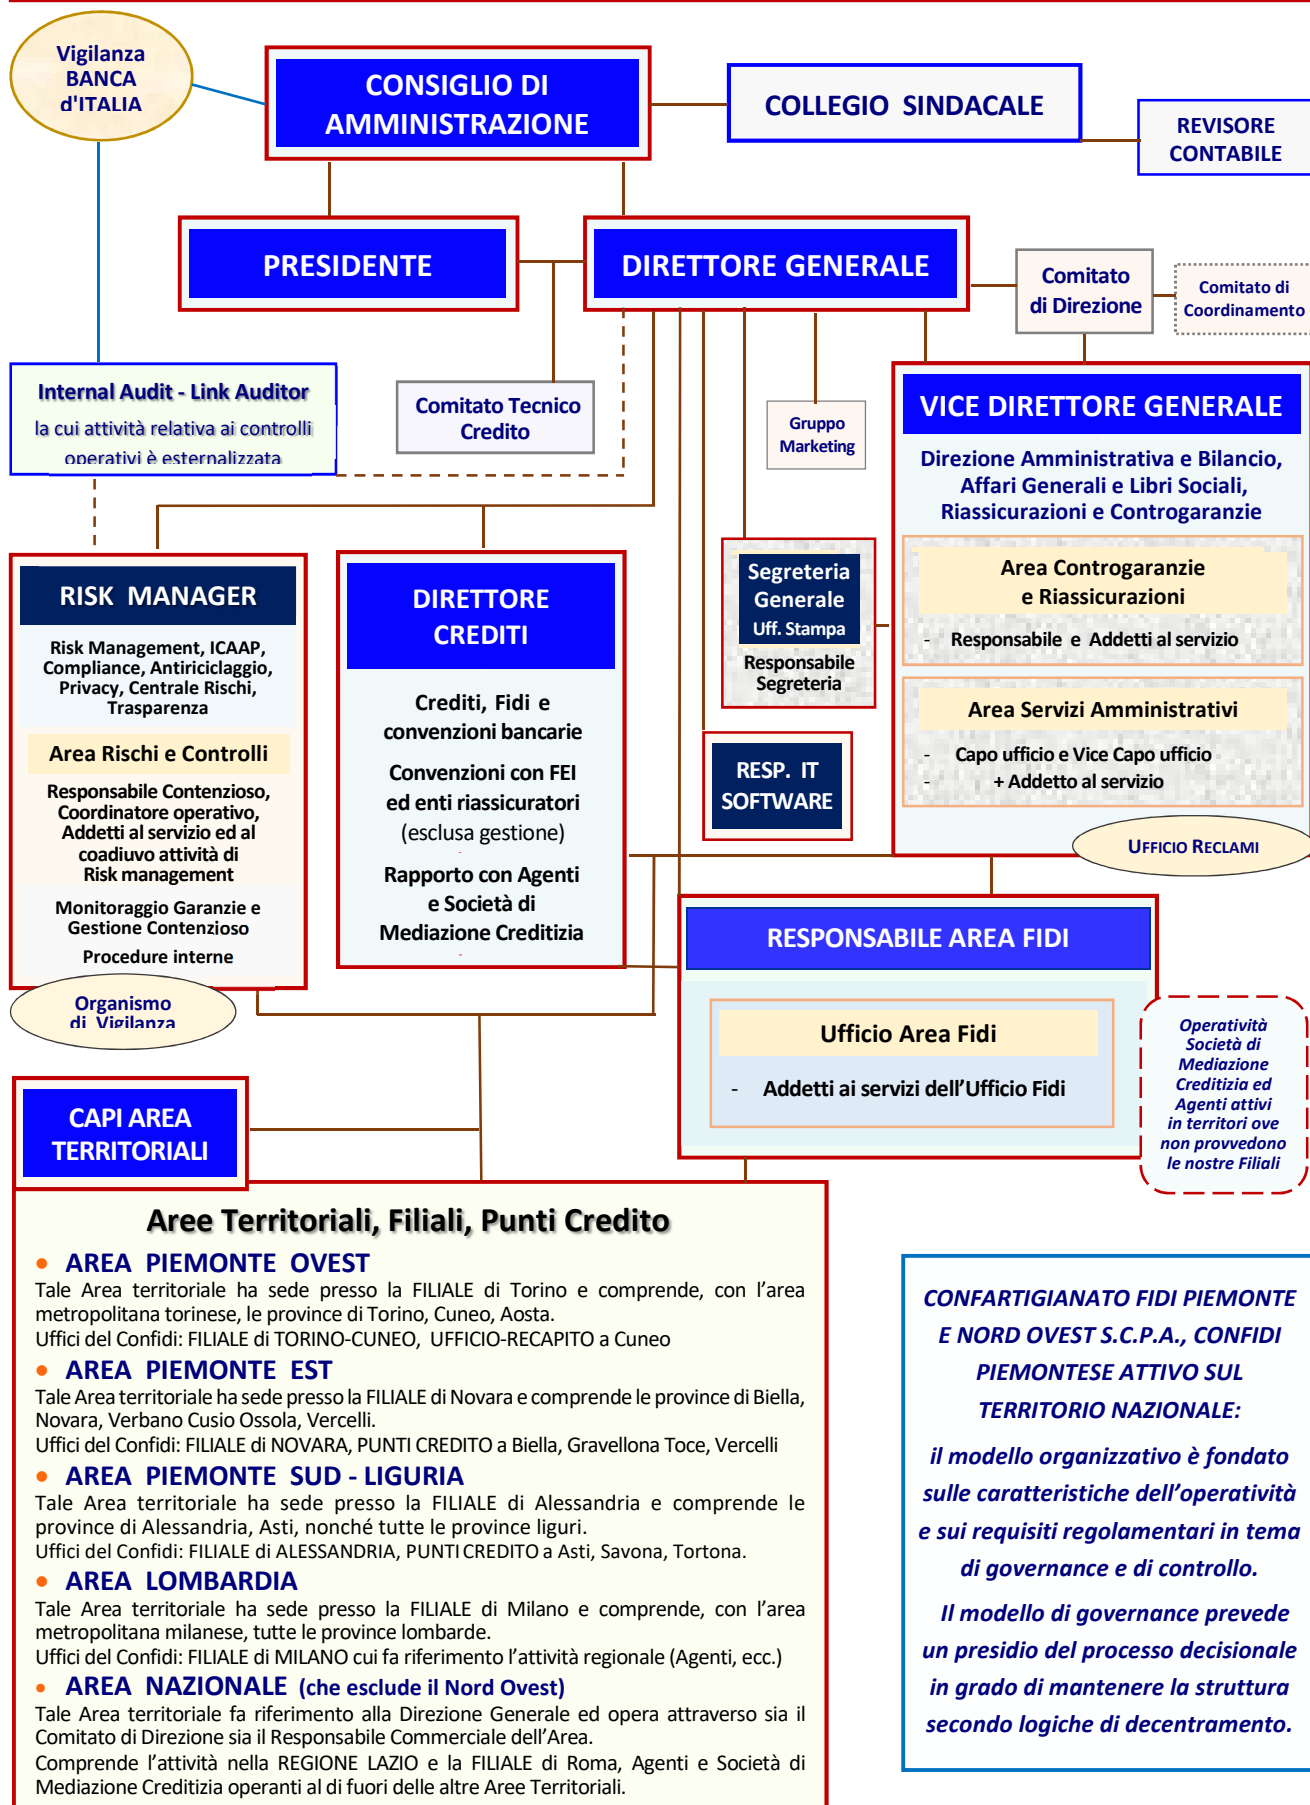 Vigilanza
BANCA
d'ITALIA
CONSIGLIO DI
AMMINISTRAZIONE
COLLEGIO SINDACALE
REVISORE
CONTABILE
PRESIDENTE
DIRETTORE GENERALE
Comitato
di Direzione
Comitato di
Coordinamento
Internal Audit - Link Auditor
la cui attività relativa ai controlli
operativi è esternalizzata
Comitato Tecnico
Credito
Gruppo
Marketing
VICE DIRETTORE GENERALE
Direzione Amministrativa e Bilancio,
Affari Generali e Libri Sociali,
Riassicurazioni e Controgaranzie
Area Controgaranzie
e Riassicurazioni
- Responsabile e Addetti al servizio
Area Servizi Amministrativi
- Capo ufficio e Vice Capo ufficio
- + Addetto al servizio
UFFICIO RECLAMI
RISK MANAGER
Risk Management, ICAAP,
Compliance, Antiriciclaggio,
Privacy, Centrale Rischi,
Trasparenza
Area Rischi e Controlli
Responsabile Contenzioso,
Coordinatore operativo,
Addetti al servizio ed al
coadiuvo attività di
Risk management
Monitoraggio Garanzie e
Gestione Contenzioso
Procedure interne
Organismo
di Vigilanza
DIRETTORE
CREDITI
Crediti, Fidi e
convenzioni bancarie
Convenzioni con FEI
ed enti riassicuratori
(esclusa gestione)
Rapporto con Agenti
e Società di
Mediazione Creditizia
Segreteria
Generale
Uff. Stampa
Responsabile
Segreteria
RESP. IT
SOFTWARE
RESPONSABILE AREA FIDI
Ufficio Area Fidi
- Addetti ai servizi dell'Ufficio Fidi
Operatività
Società di
Mediazione
Creditizia ed
Agenti attivi
in territori ove
non provvedono
le nostre Filiali
CAPI AREA
TERRITORIALI
Aree Territoriali, Filiali, Punti Credito
• AREA PIEMONTE OVEST
Tale Area territoriale ha sede presso la FILIALE di Torino e comprende, con l'area
metropolitana torinese, le province di Torino, Cuneo, Aosta.
Uffici del Confidi: FILIALE di TORINO-CUNEO, UFFICIO-RECAPITO a Cuneo
• AREA PIEMONTE EST
Tale Area territoriale ha sede presso la FILIALE di Novara e comprende le province di Biella,
Novara, Verbano Cusio Ossola, Vercelli.
Uffici del Confidi: FILIALE di NOVARA, PUNTI CREDITO a Biella, Gravellona Toce, Vercelli
• AREA PIEMONTE SUD - LIGURIA
Tale Area territoriale ha sede presso la FILIALE di Alessandria e comprende le
province di Alessandria, Asti, nonché tutte le province liguri.
Uffici del Confidi: FILIALE di ALESSANDRIA, PUNTI CREDITO a Asti, Savona, Tortona.
• AREA LOMBARDIA
Tale Area territoriale ha sede presso la FILIALE di Milano e comprende, con l'area
metropolitana milanese, tutte le province lombarde.
Uffici del Confidi: FILIALE di MILANO cui fa riferimento l'attività regionale (Agenti, ecc.)
• AREA NAZIONALE (che esclude il Nord Ovest)
Tale Area territoriale fa riferimento alla Direzione Generale ed opera attraverso sia il
Comitato di Direzione sia il Responsabile Commerciale dell'Area.
Comprende l'attività nella REGIONE LAZIO e la FILIALE di Roma, Agenti e Società di
Mediazione Creditizia operanti al di fuori delle altre Aree Territoriali.
CONFARTIGIANATO FIDI PIEMONTE
E NORD OVEST S.C.P.A., CONFIDI
PIEMONTESE ATTIVO SUL
TERRITORIO NAZIONALE:
il modello organizzativo è fondato
sulle caratteristiche dell'operatività
e sui requisiti regolamentari in tema
di governance e di controllo.
Il modello di governance prevede
un presidio del processo decisionale
in grado di mantenere la struttura
secondo logiche di decentramento.